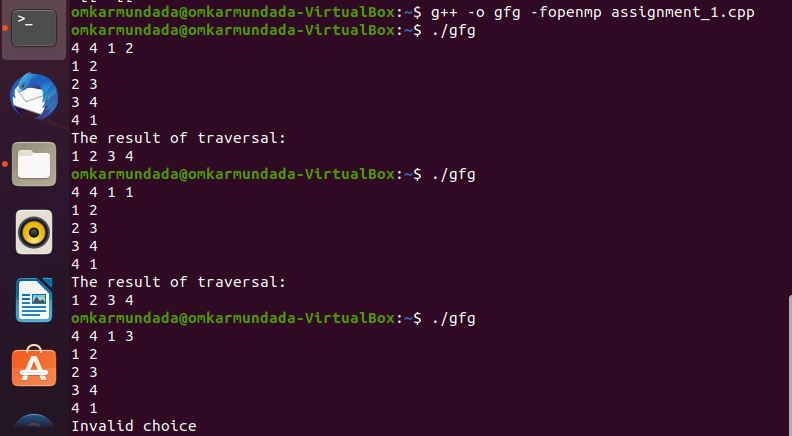 omkarmundada@omkarmundada-VirtualBox:~$ g++ -o gfg -fopenmp assignment_1.cpp
omkarmundada@omkarmundada-VirtualBox:~$ ./gfg
4 4 1 2
1 2
2 3
3 4
4 1
The result of traversal:
1 2 3 4
omkarmundada@omkarmundada-VirtualBox:~$ ./gfg
4 4 1 1
1 2
2 3
3 4
4 1
The result of traversal:
1 2 3 4
omkarmundada@omkarmundada-VirtualBox:~$ ./gfg
4 4 1 3
1 2
2 3
3 4
4 1
Invalid choice